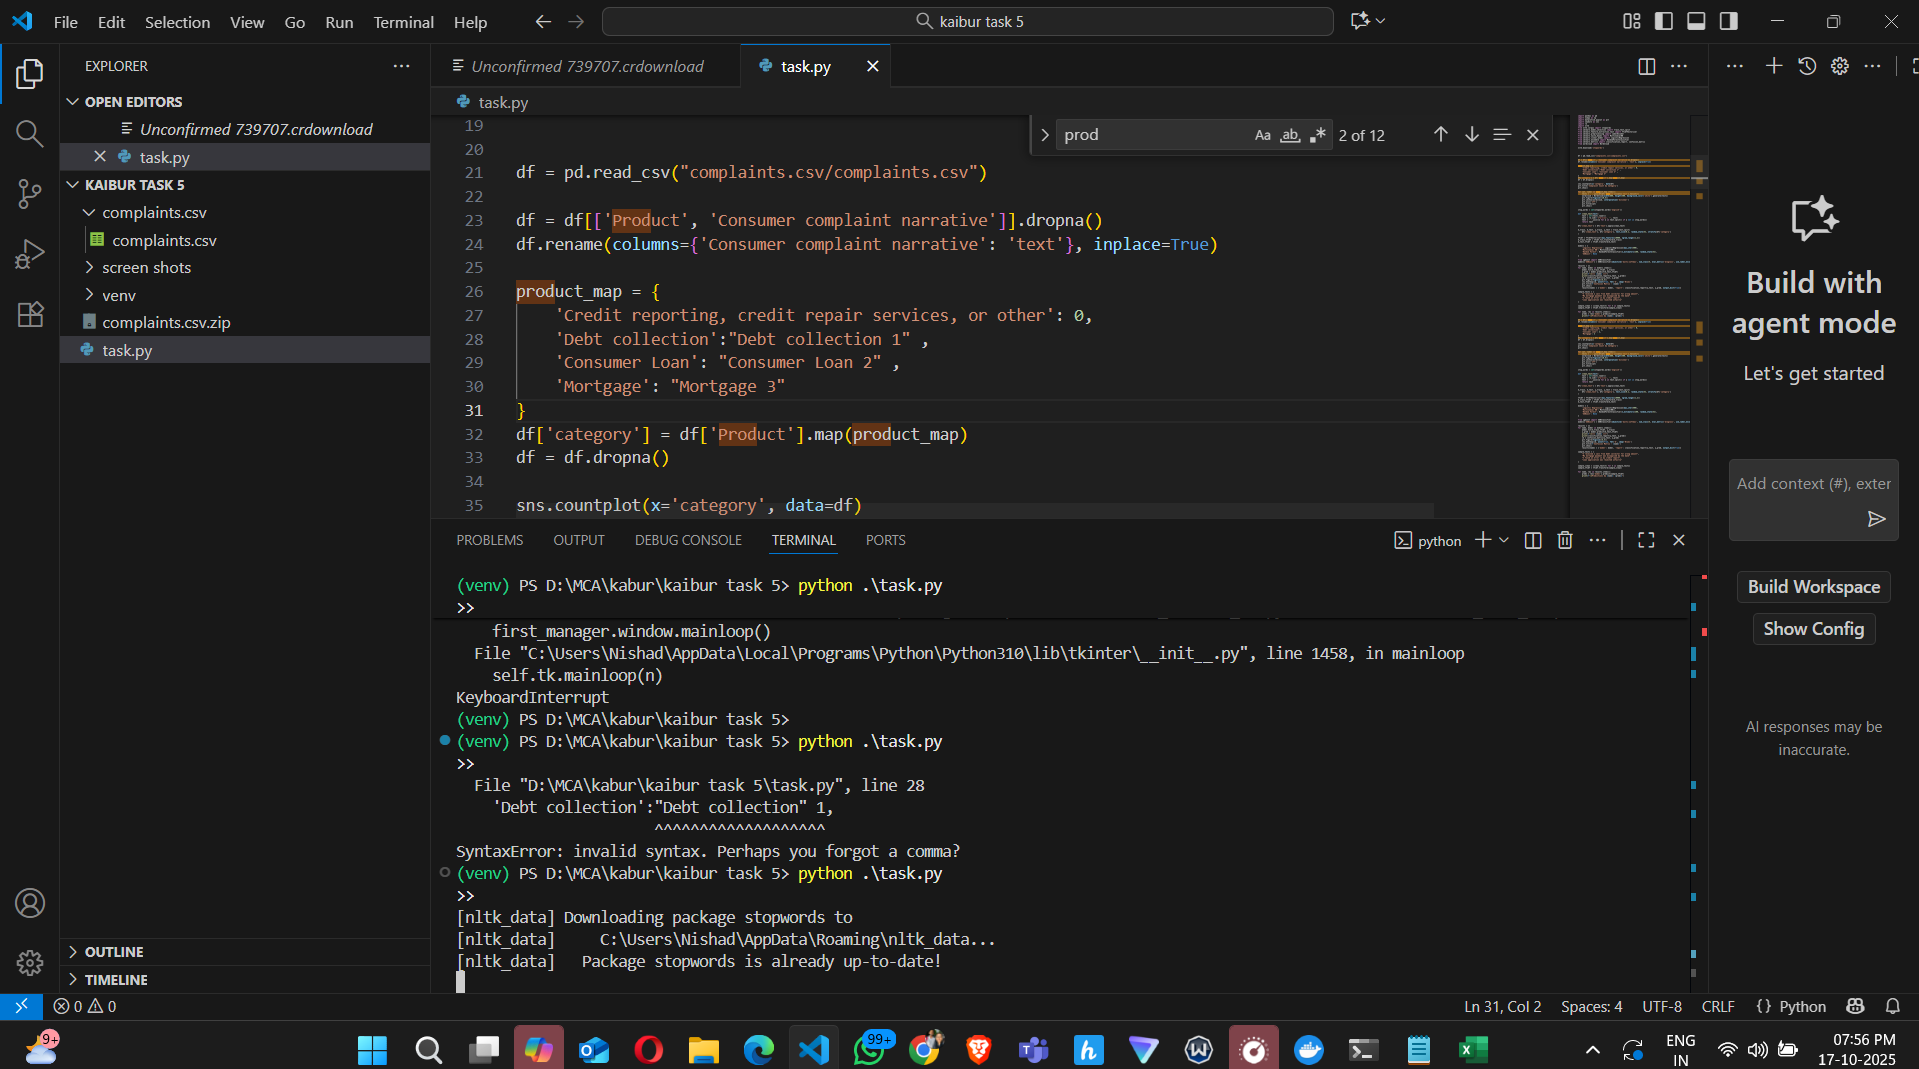 File Edit Selection View Go Run Terminal Help
kaibur task 5
EXPLORER
OPEN EDITORS
Unconfirmed 739707.crdownload
task.py
KAIBUR TASK 5
complaints.csv
complaints.csv
screen shots
venv
complaints.csv.zip
task.py
OUTLINE
TIMELINE
Unconfirmed 739707.crdownload
task.py
task.py
prod
Aa ab .*
2 of 12
19
20
21 df = pd.read_csv("complaints.csv/complaints.csv")
22
23 df = df[['Product', 'Consumer complaint narrative']].dropna()
24 df.rename(columns={'Consumer complaint narrative': 'text'}, inplace=True)
25
26 product_map = {
27 'Credit reporting, credit repair services, or other': 0,
28 'Debt collection':"Debt collection 1" ,
29 'Consumer Loan': "Consumer Loan 2" ,
30 'Mortgage': "Mortgage 3"
31 }
32 df['category'] = df['Product'].map(product_map)
33 df = df.dropna()
34
35 sns.countplot(x='category', data=df)
PROBLEMS OUTPUT DEBUG CONSOLE TERMINAL PORTS
python
(venv) PS D:\MCA\kabur\kaibur task 5> python .\task.py
>>
first_manager.window.mainloop()
File "C:\Users\Nishad\AppData\Local\Programs\Python\Python310\lib\tkinter\__init__.py", line 1458, in mainloop
self.tk.mainloop(n)
KeyboardInterrupt
(venv) PS D:\MCA\kabur\kaibur task 5>
(venv) PS D:\MCA\kabur\kaibur task 5> python .\task.py
>>
File "D:\MCA\kabur\kaibur task 5\task.py", line 28
'Debt collection':"Debt collection" 1,
^^^^^^^^^^^^^^^^^^^
SyntaxError: invalid syntax. Perhaps you forgot a comma?
(venv) PS D:\MCA\kabur\kaibur task 5> python .\task.py
>>
[nltk_data] Downloading package stopwords to
[nltk_data] C:\Users\Nishad\AppData\Roaming\nltk_data...
[nltk_data] Package stopwords is already up-to-date!
Build with
agent mode
Let's get started
Add context (#), exter
Build Workspace
Show Config
AI responses may be
inaccurate.
0 0
Ln 31, Col 2 Spaces: 4 UTF-8 CRLF {} Python
9+
99+
ENG
IN
07:56 PM
17-10-2025